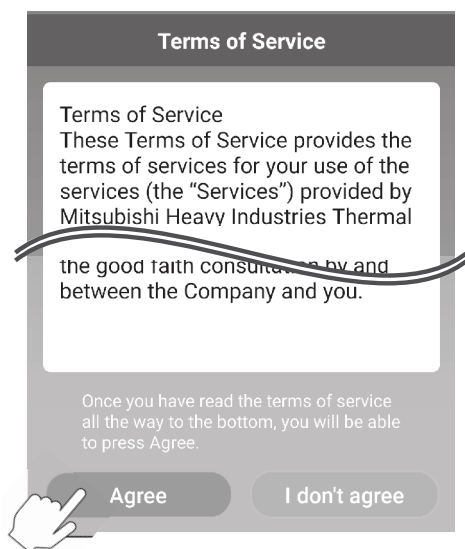 Terms of Service
Terms of Service
These Terms of Service provides the
terms of services for your use of the
services (the “Services”) provided by
Mitsubishi Heavy Industries Thermal
the good faith consultation by and
between the Company and you.
Once you have read the terms of service
all the way to the bottom, you will be able
to press Agree.
Agree
I don't agree